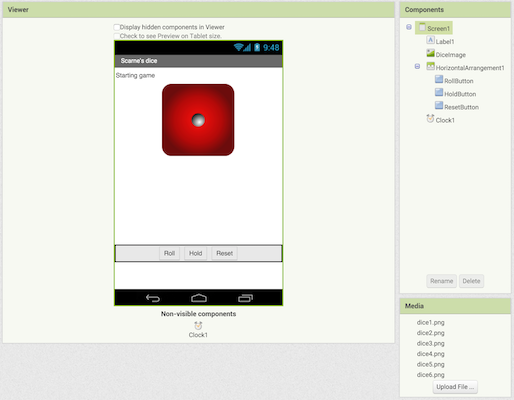 Viewer
Display hidden components in Viewer
Check to see Preview on Tablet size.
9:48
Scarne's dice
Starting game
Roll Hold Reset
Non-visible components
Clock1
Components
Screen1
A Label1
DiceImage
HorizontalArrangement1
RollButton
HoldButton
ResetButton
Clock1
Rename Delete
Media
dice1.png
dice2.png
dice3.png
dice4.png
dice5.png
dice6.png
Upload File ...